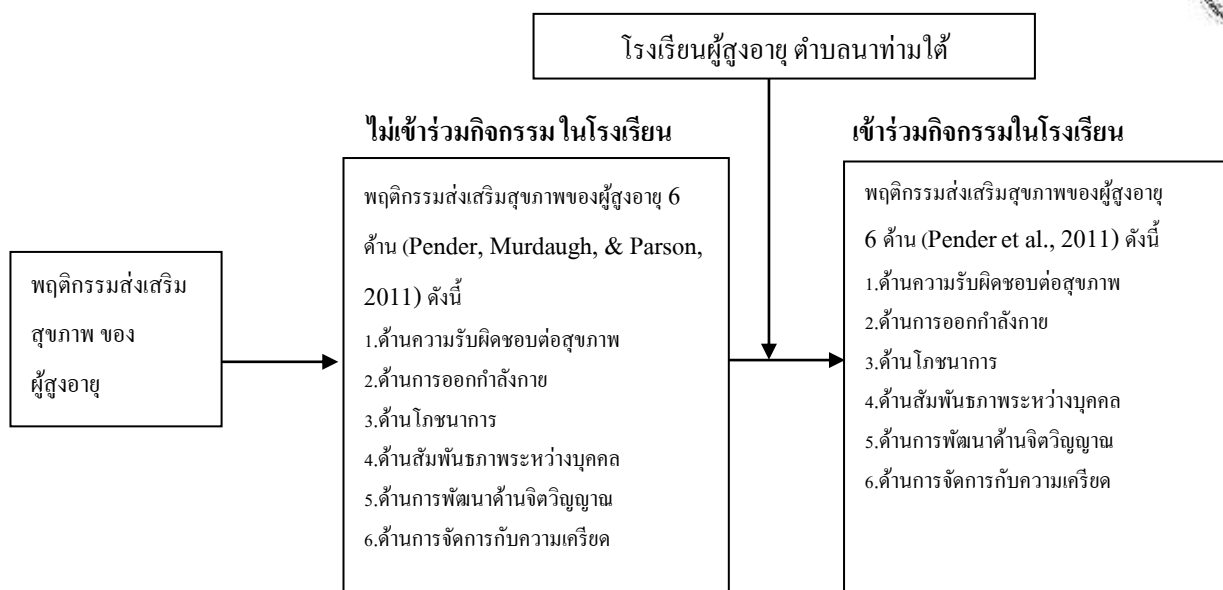 โรงเรียนผู้สูงอายุ ตำบลนาท่ามใต้
ไม่เข้าร่วมกิจกรรม ในโรงเรียน
เข้าร่วมกิจกรรมในโรงเรียน
พฤติกรรมส่งเสริม
สุขภาพ ของ
ผู้สูงอายุ
พฤติกรรมส่งเสริมสุขภาพของผู้สูงอายุ 6
ด้าน (Pender, Murdaugh, & Parson,
2011) ดังนี้
1.ด้านความรับผิดชอบต่อสุขภาพ
2.ด้านการออกกำลังกาย
3.ด้านโภชนาการ
4.ด้านสัมพันธภาพระหว่างบุคคล
5.ด้านการพัฒนาด้านจิตวิญญาณ
6.ด้านการจัดการกับความเครียด
พฤติกรรมส่งเสริมสุขภาพของผู้สูงอายุ
6 ด้าน (Pender et al., 2011) ดังนี้
1.ด้านความรับผิดชอบต่อสุขภาพ
2.ด้านการออกกำลังกาย
3.ด้านโภชนาการ
4.ด้านสัมพันธภาพระหว่างบุคคล
5.ด้านการพัฒนาด้านจิตวิญญาณ
6.ด้านการจัดการกับความเครียด